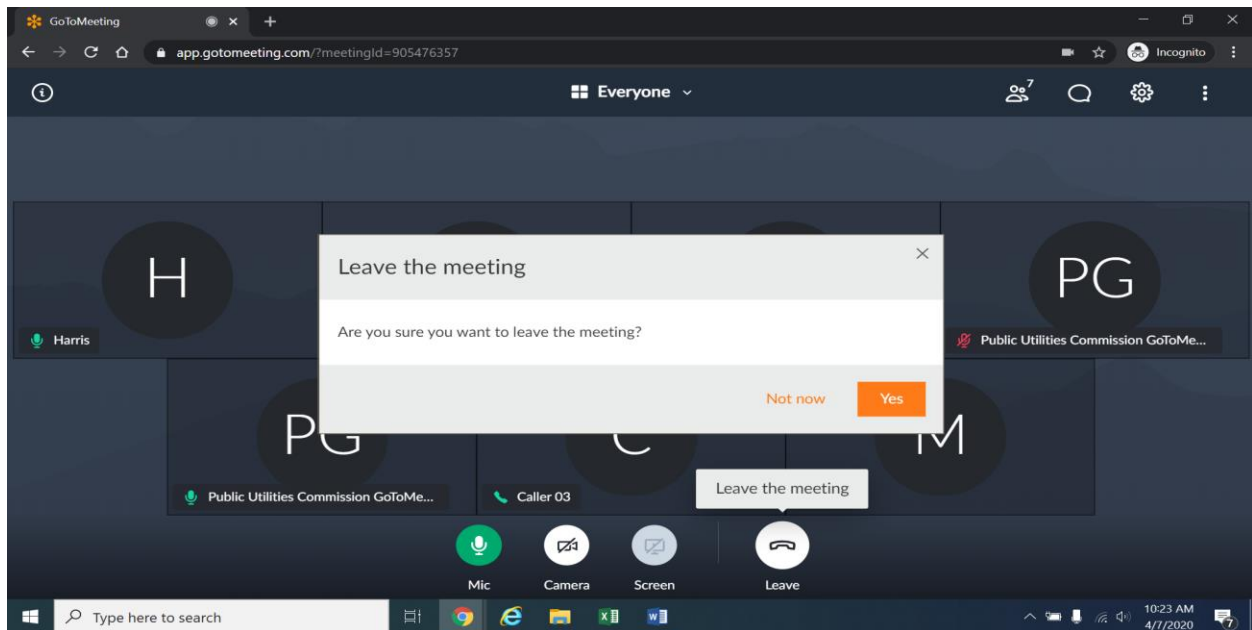 GoToMeeting
app.gotomeeting.com/?meetingId=905476357
Incognito
Everyone
7
H
PG
Harris
Public Utilities Commission GoToMe...
Leave the meeting
Are you sure you want to leave the meeting?
Not now
Yes
PG
C
M
Public Utilities Commission GoToMe...
Caller 03
Leave the meeting
Mic
Camera
Screen
Leave
Type here to search
10:23 AM
4/7/2020
7